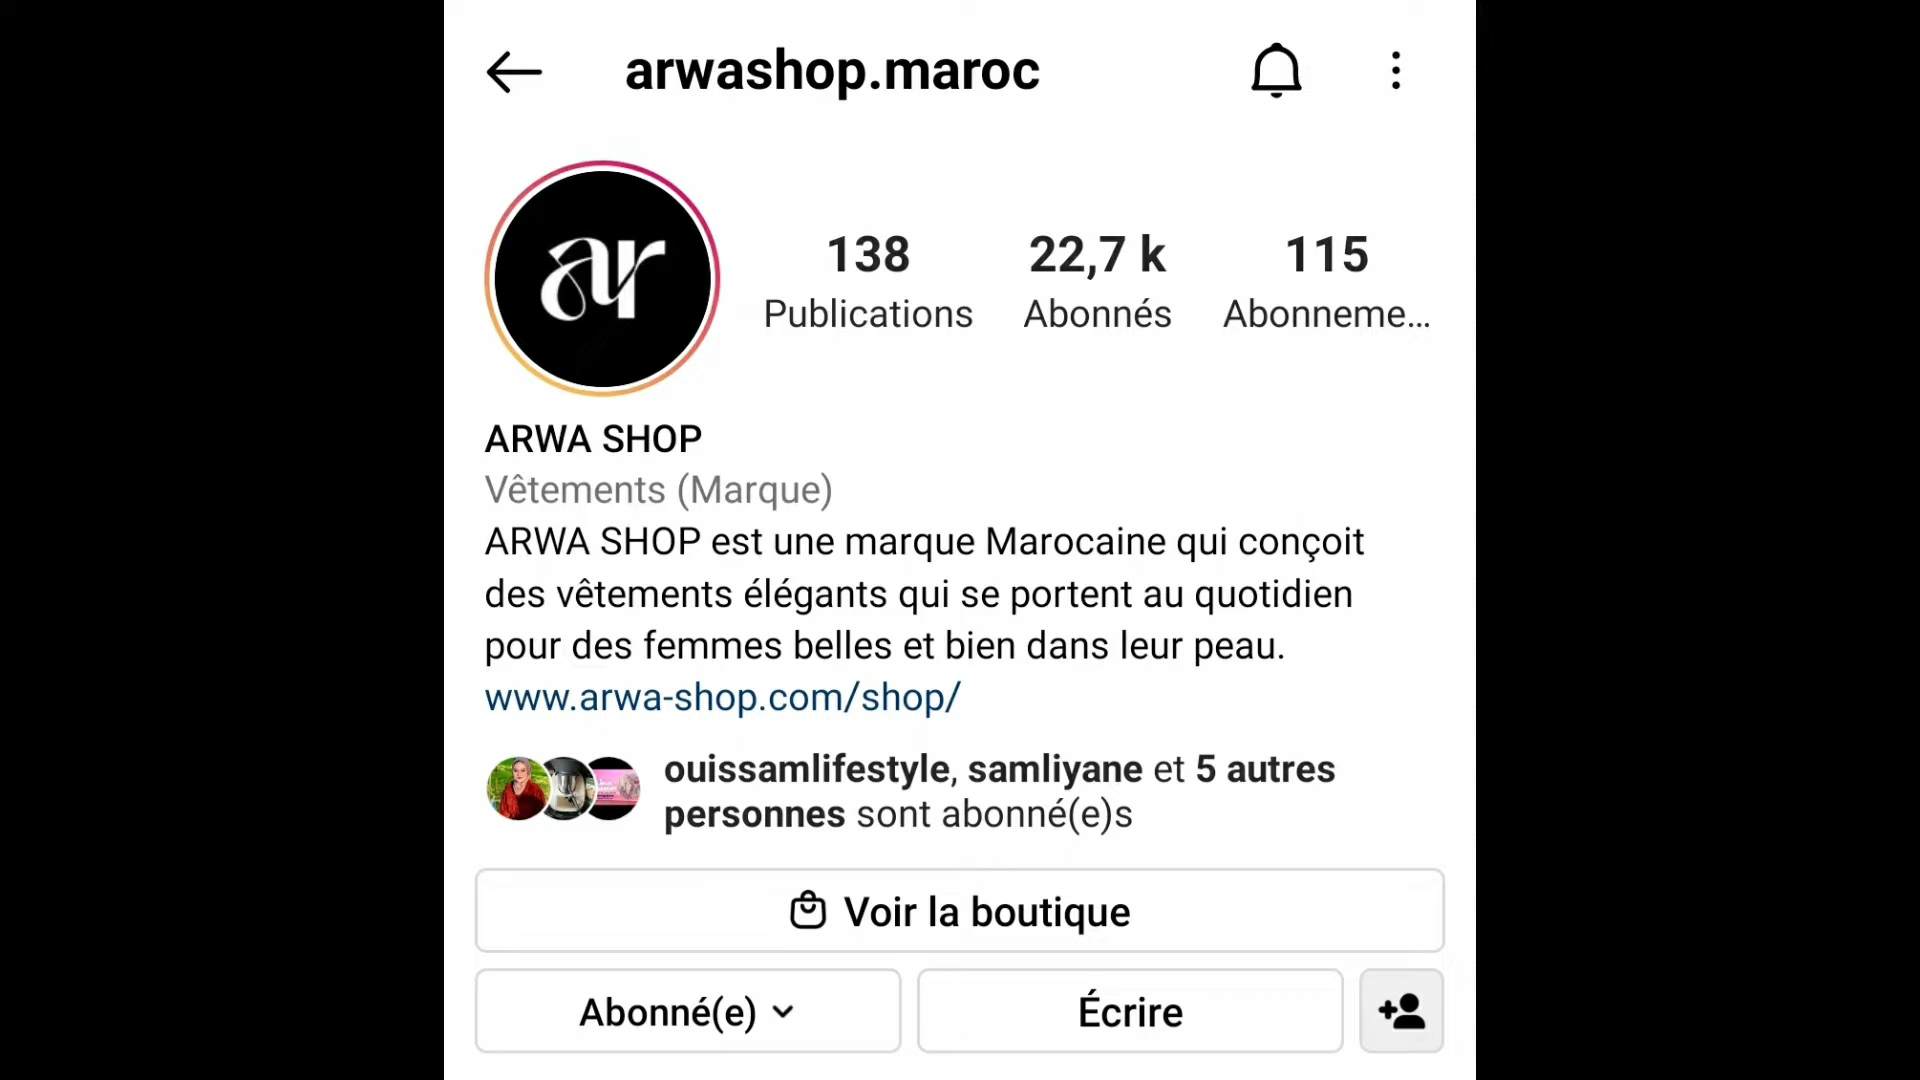 arwashop.maroc
ar
138
22,7 k
115
Publications
Abonnés
Abonneme...
ARWA SHOP
Vêtements (Marque)
ARWA SHOP est une marque Marocaine qui conçoit
des vêtements élégants qui se portent au quotidien
pour des femmes belles et bien dans leur peau.
www.arwa-shop.com/shop/
ouissamlifestyle, samliyane et 5 autres
personnes sont abonné(e)s
Voir la boutique
Abonné(e)
Écrire